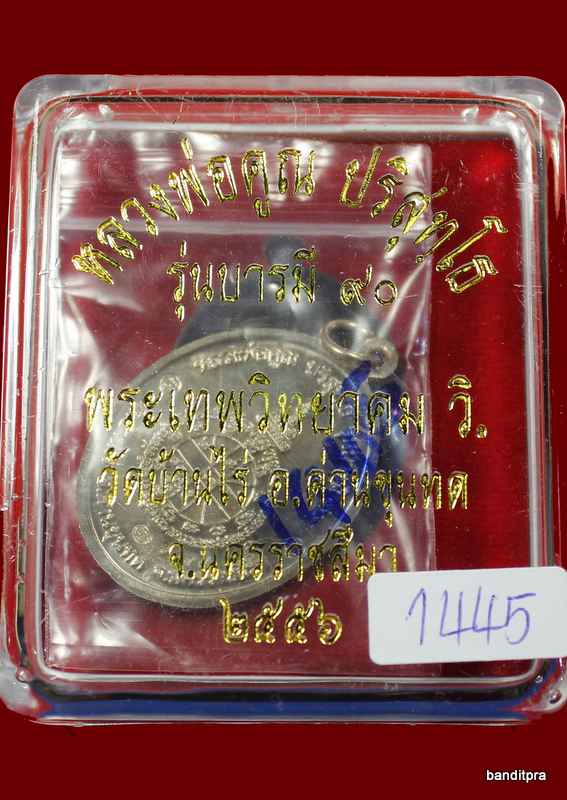 หลวงพ่อคูณ ปริสุทฺโธ
รุ่นบารมี ๙๐
พระเทพวิทยาคม วิ.
วัดบ้านไร่ อ.ด่านขุนทด
จ.นครราชสีมา
๒๕๕๖
1445
banditpra